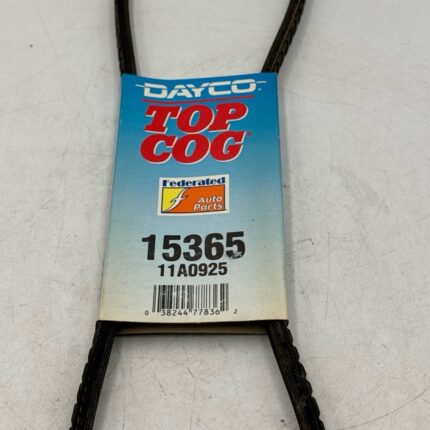 DAYCO
TOP
COG
Federated
Auto
Parts
15365
11A0925
0 38244 77836 2